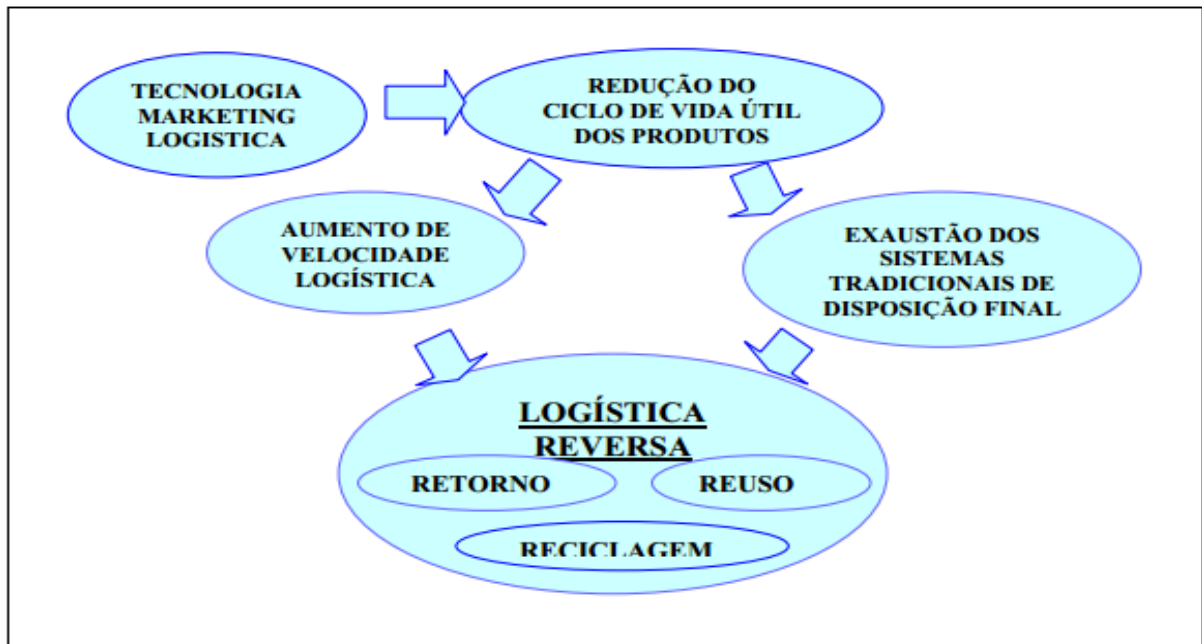 TECNOLOGIA
MARKETING
LOGISTICA
REDUÇÃO DO
CICLO DE VIDA ÚTIL
DOS PRODUTOS
AUMENTO DE
VELOCIDADE
LOGÍSTICA
EXAUSTÃO DOS
SISTEMAS
TRADICIONAIS DE
DISPOSIÇÃO FINAL
LOGÍSTICA
REVERSA
RETORNO
REUSO
RECICLAGEM